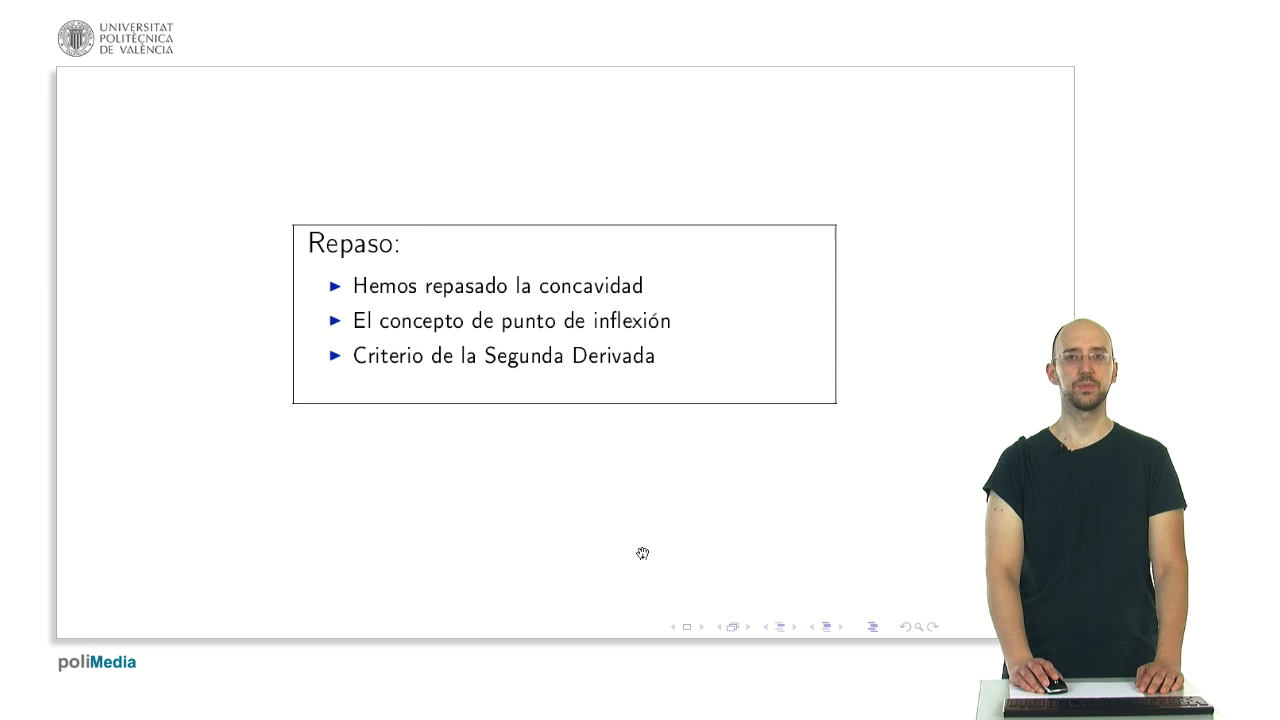 UNIVERSITAT
POLITÈCNICA
DE VALÈNCIA
Repaso:
Hemos repasado la concavidad
El concepto de punto de inflexión
Criterio de la Segunda Derivada
poliMedia